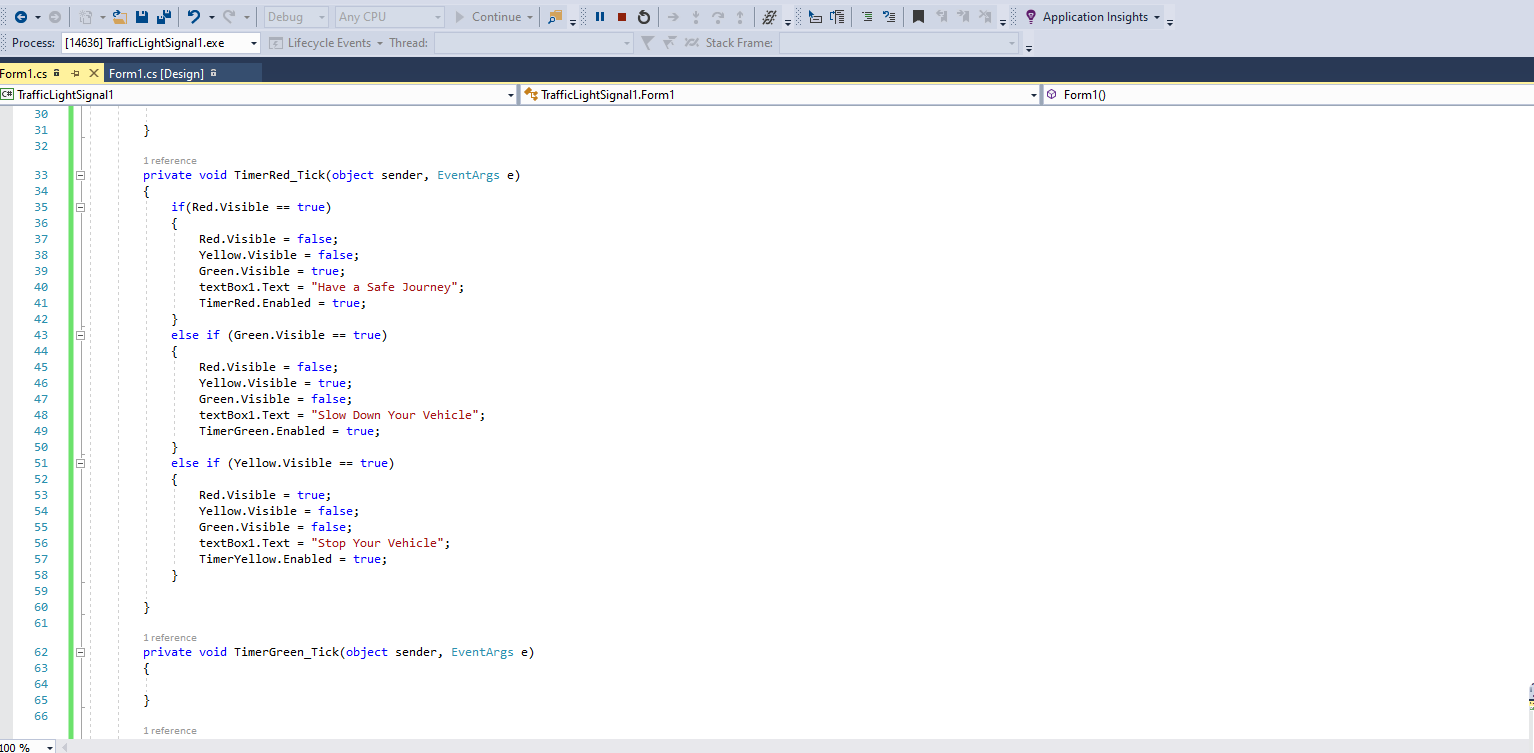 Debug Any CPU Continue Application Insights
Process: [14636] TrafficLightSignal1.exe Lifecycle Events Thread: Stack Frame:
Form1.cs Form1.cs [Design]
C# TrafficLightSignal1 TrafficLightSignal1.Form1 Form1()
30
31 }
32
1 reference
33 private void TimerRed_Tick(object sender, EventArgs e)
34 {
35 if(Red.Visible == true)
36 {
37 Red.Visible = false;
38 Yellow.Visible = false;
39 Green.Visible = true;
40 textBox1.Text = "Have a Safe Journey";
41 TimerRed.Enabled = true;
42 }
43 else if (Green.Visible == true)
44 {
45 Red.Visible = false;
46 Yellow.Visible = true;
47 Green.Visible = false;
48 textBox1.Text = "Slow Down Your Vehicle";
49 TimerGreen.Enabled = true;
50 }
51 else if (Yellow.Visible == true)
52 {
53 Red.Visible = true;
54 Yellow.Visible = false;
55 Green.Visible = false;
56 textBox1.Text = "Stop Your Vehicle";
57 TimerYellow.Enabled = true;
58 }
59
60 }
61
1 reference
62 private void TimerGreen_Tick(object sender, EventArgs e)
63 {
64
65 }
66
1 reference
100 %